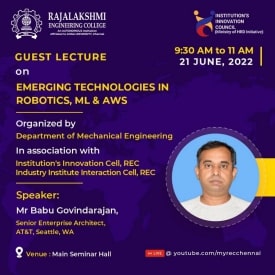 RAJALAKSHMI
ENGINEERING COLLEGE
AN AUTONOMOUS INSTITUTION
INSTITUTION'S
INNOVATION
COUNCIL
(Ministry of HRD Initiative)
GUEST LECTURE
on
9:30 AM to 11 AM
21 JUNE, 2022
EMERGING TECHNOLOGIES IN
ROBOTICS, ML & AWS
Organized by
Department of Mechanical Engineering
In association with
Institution's Innovation Cell, REC
Industry Institute Interaction Cell, REC
Speaker:
Mr Babu Govindarajan,
Senior Enterprise Architect,
AT&T, Seattle, WA
Venue : Main Seminar Hall
LIVE @ youtube.com/myrecchennai